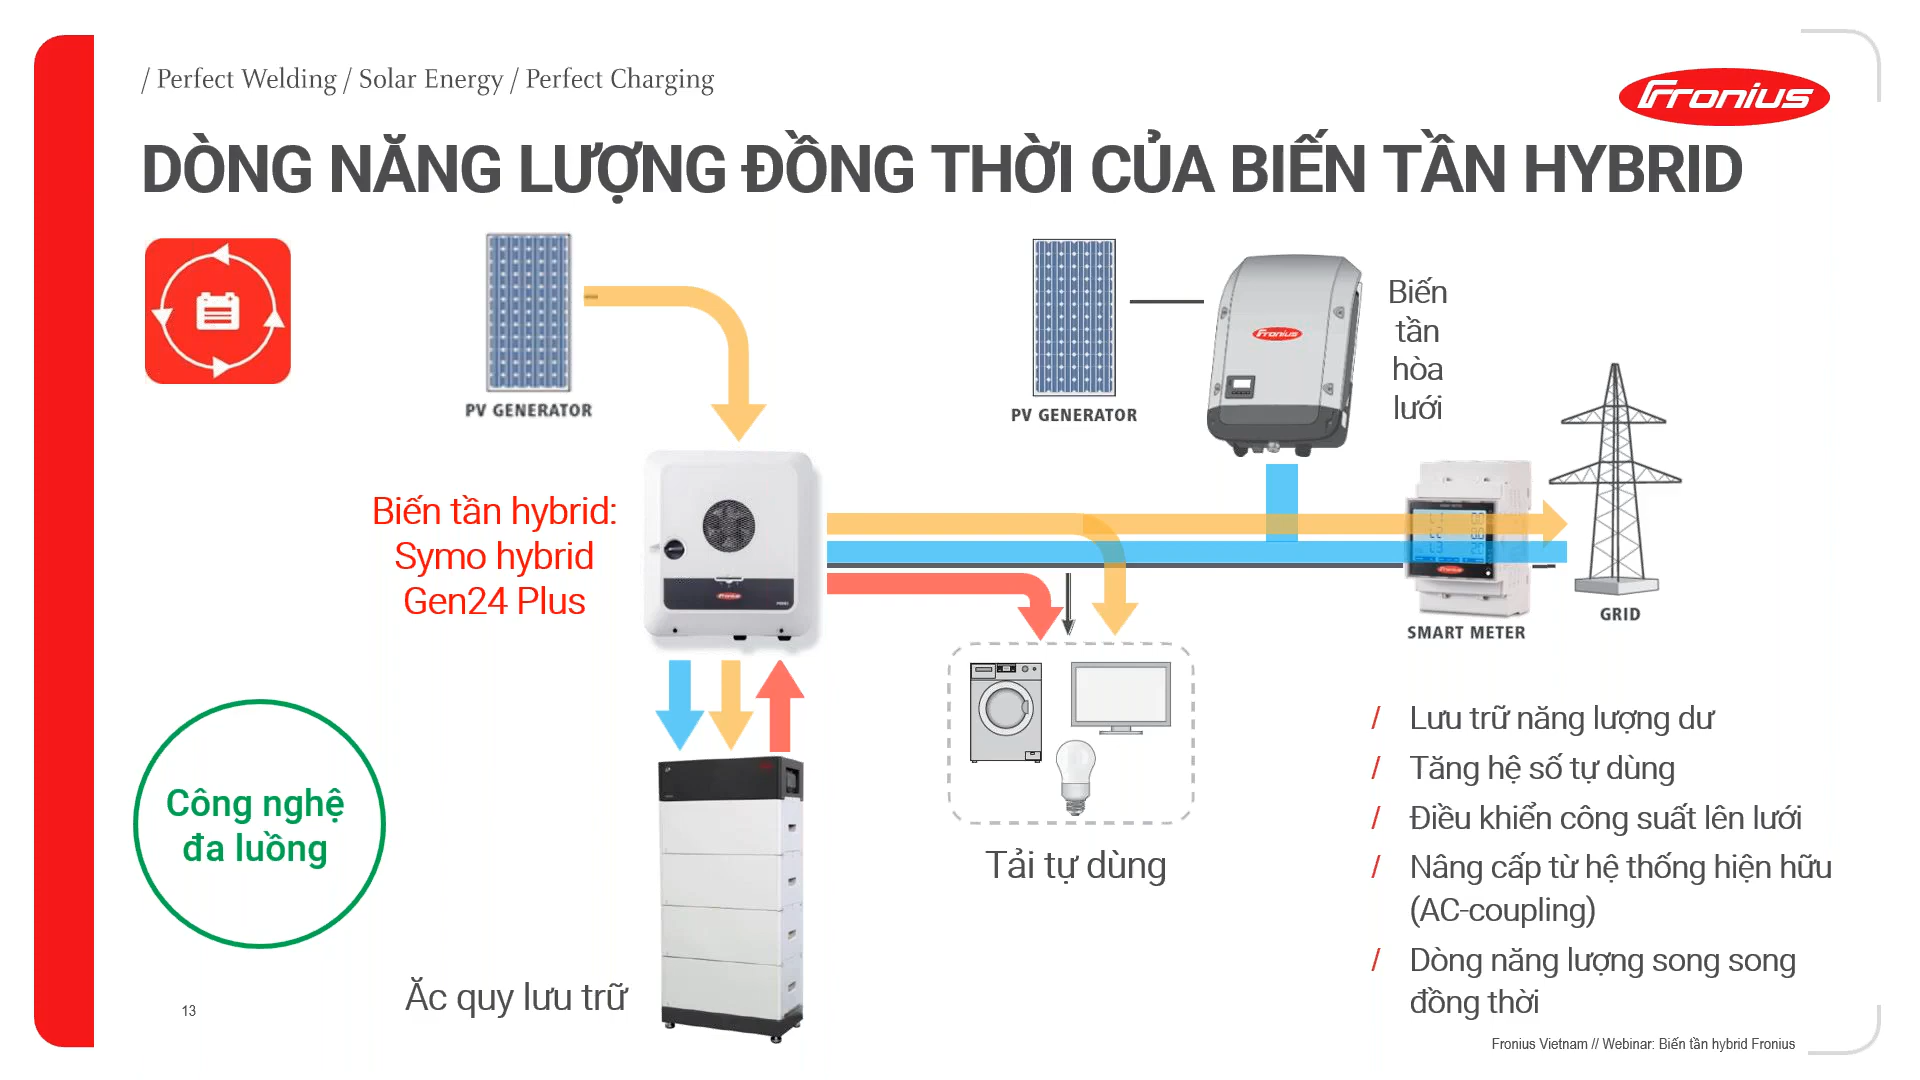 / Perfect Welding / Solar Energy / Perfect Charging
Fronius
DÒNG NĂNG LƯỢNG ĐỒNG THỜI CỦA BIẾN TẦN HYBRID
PV GENERATOR
PV GENERATOR
Fronius
Biến
tần
hòa
lưới
Biến tần hybrid:
Symo hybrid
Gen24 Plus
Fronius
Fronius
SMART METER
GRID
Công nghệ
đa luồng
Tải tự dùng
Ắc quy lưu trữ
/ Lưu trữ năng lượng dư
/ Tăng hệ số tự dùng
/ Điều khiển công suất lên lưới
/ Nâng cấp từ hệ thống hiện hữu
(AC-coupling)
/ Dòng năng lượng song song
đồng thời
13
Fronius Vietnam // Webinar: Biến tần hybrid Fronius